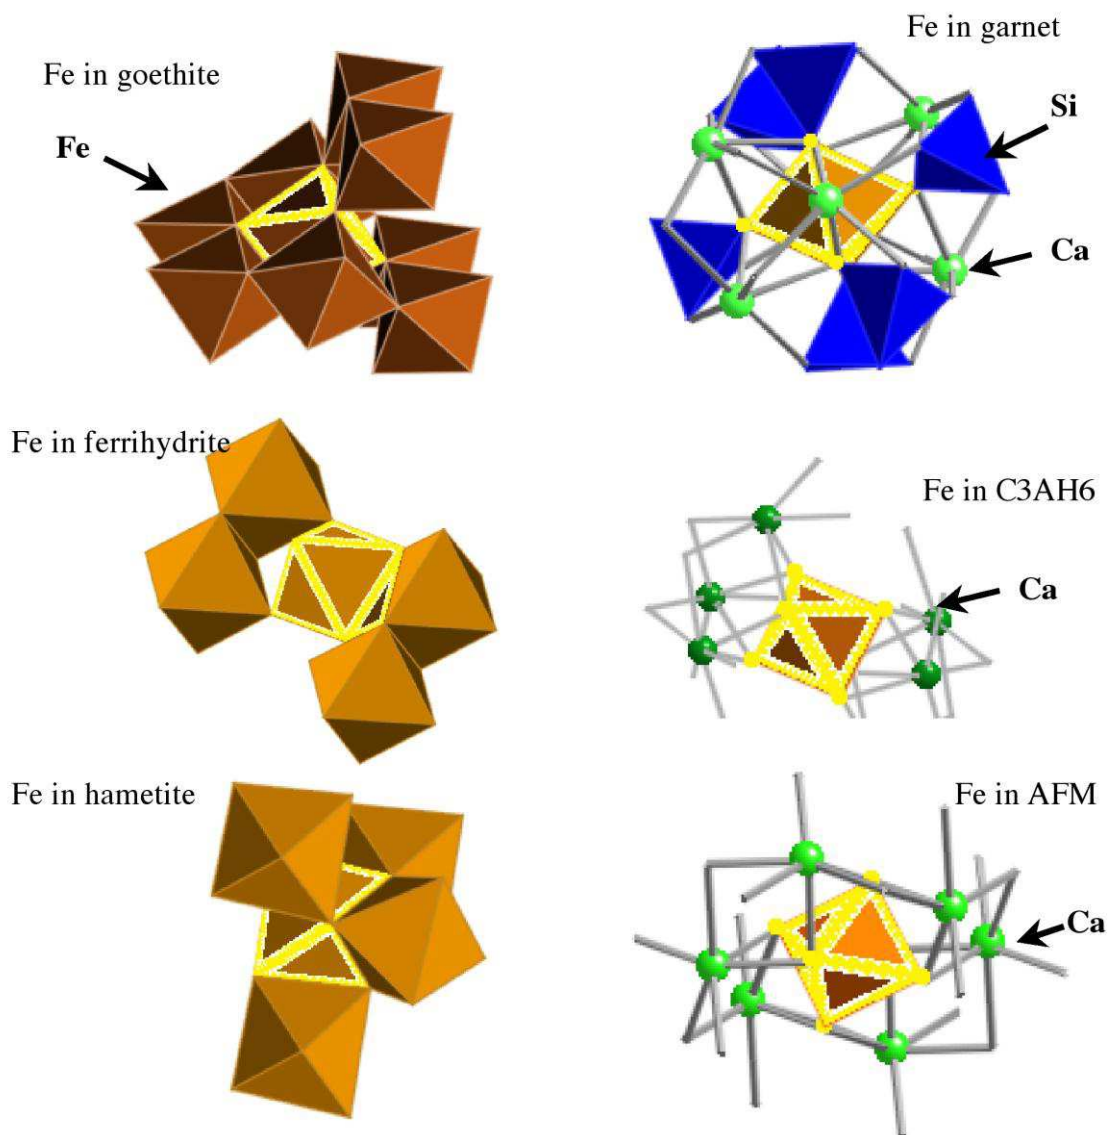 Fe in goethite
Fe
Fe in garnet
Si
Ca
Fe in ferrihydrite
Fe in C3AH6
Ca
Fe in hametite
Fe in AFM
Ca